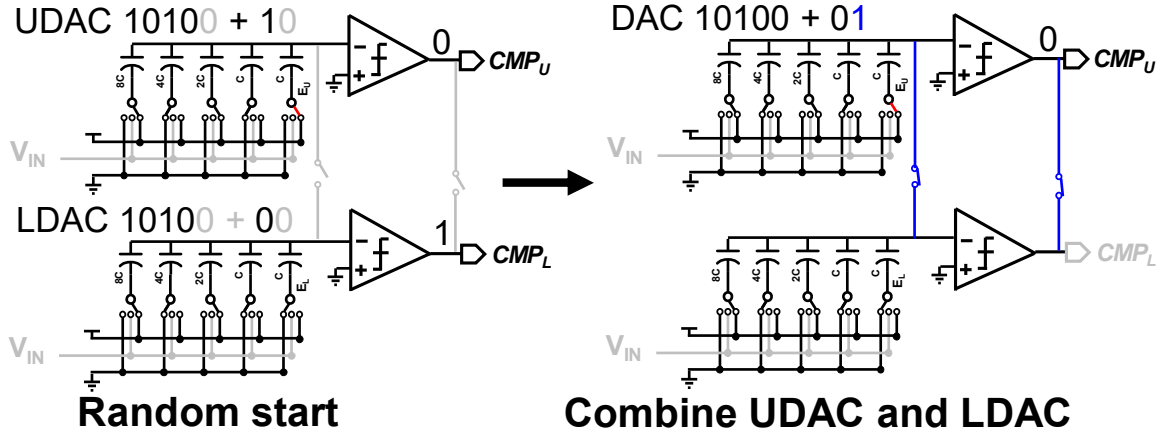 UDAC 10100 + 10
0
CMP_U
8C
4C
2C
C
C
E_U
V_IN
LDAC 10100 + 00
1
CMP_L
8C
4C
2C
C
C
E_L
V_IN
Random start
DAC 10100 + 01
0
CMP_U
8C
4C
2C
C
C
E_U
V_IN
CMP_L
8C
4C
2C
C
C
E_L
V_IN
Combine UDAC and LDAC